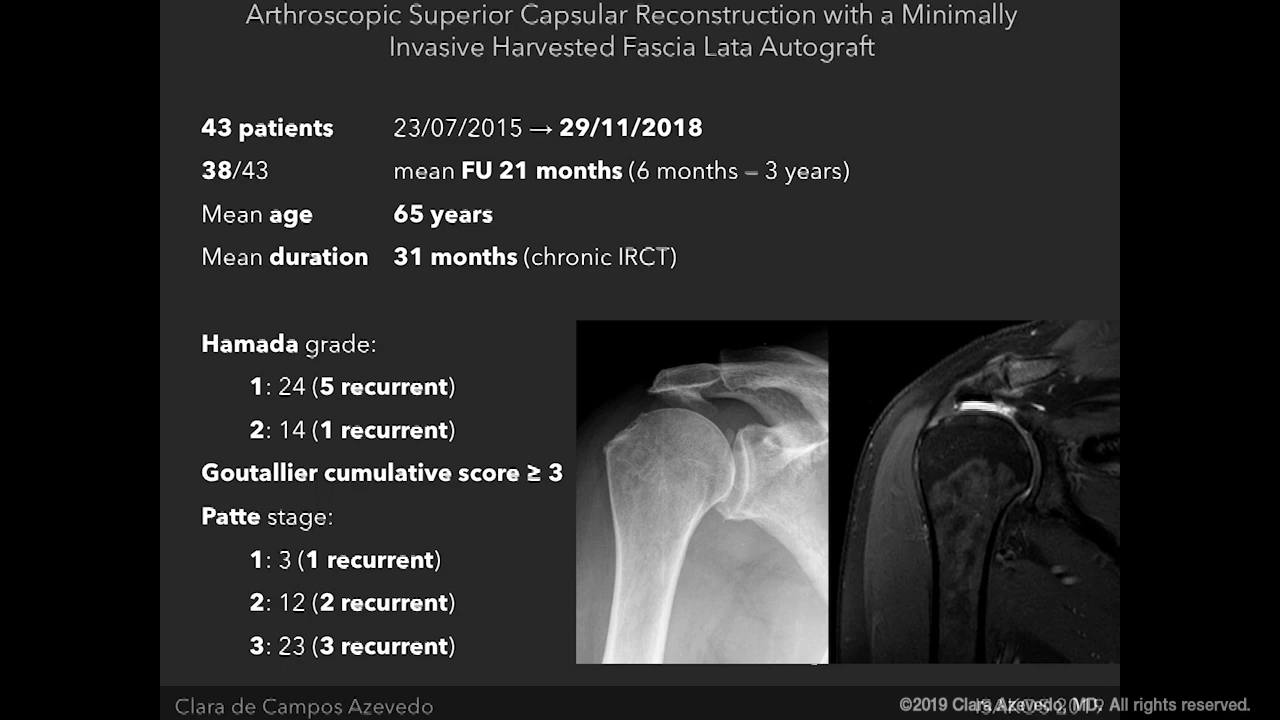 Arthroscopic Superior Capsular Reconstruction with a Minimally
Invasive Harvested Fascia Lata Autograft
43 patients 23/07/2015 → 29/11/2018
38/43 mean FU 21 months (6 months – 3 years)
Mean age 65 years
Mean duration 31 months (chronic IRCT)
Hamada grade:
1: 24 (5 recurrent)
2: 14 (1 recurrent)
Goutallier cumulative score ≥ 3
Patte stage:
1: 3 (1 recurrent)
2: 12 (2 recurrent)
3: 23 (3 recurrent)
Clara de Campos Azevedo ISAKOS 2019
©2019 Clara Azevedo, MD. All rights reserved.